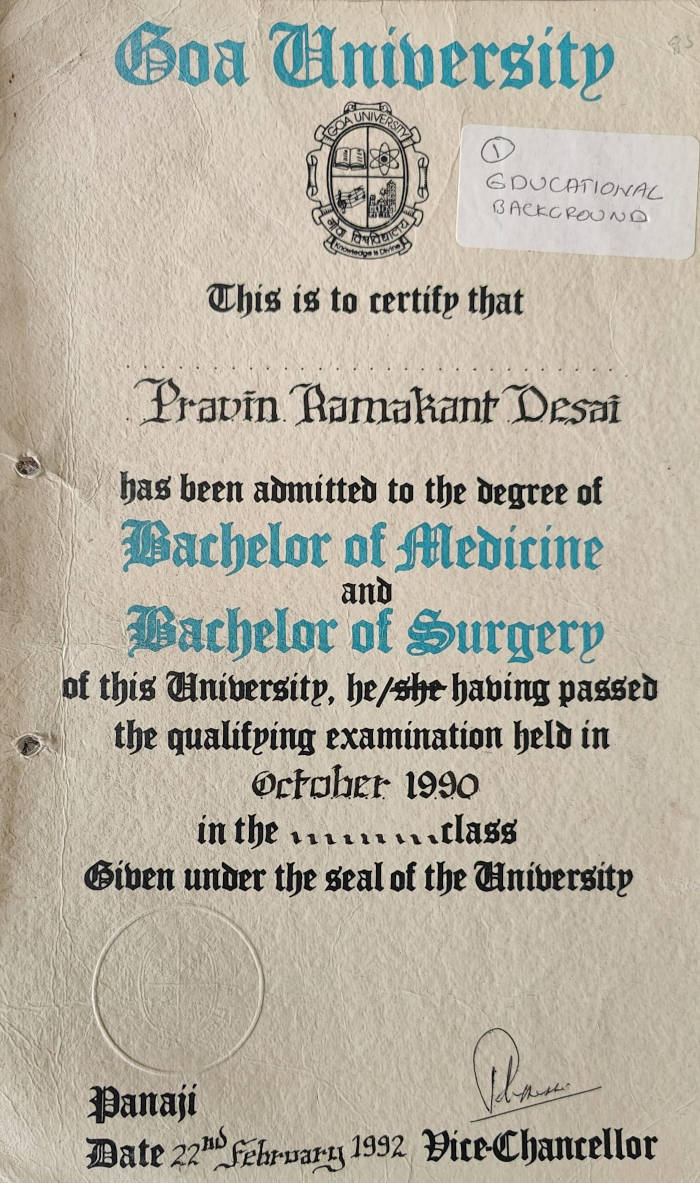 Goa University
GOA UNIVERSITY
गोंय विश्वविद्यालय
Knowledge is Divine
1
EDUCATIONAL
BACKGROUND
This is to certify that
Pravin Ramakant Desai
has been admitted to the degree of
Bachelor of Medicine
and
Bachelor of Surgery
of this University, he/she having passed
the qualifying examination held in
October 1990
in the ......... class
Given under the seal of the University
Panaji
Date 22nd February 1992 Vice-Chancellor